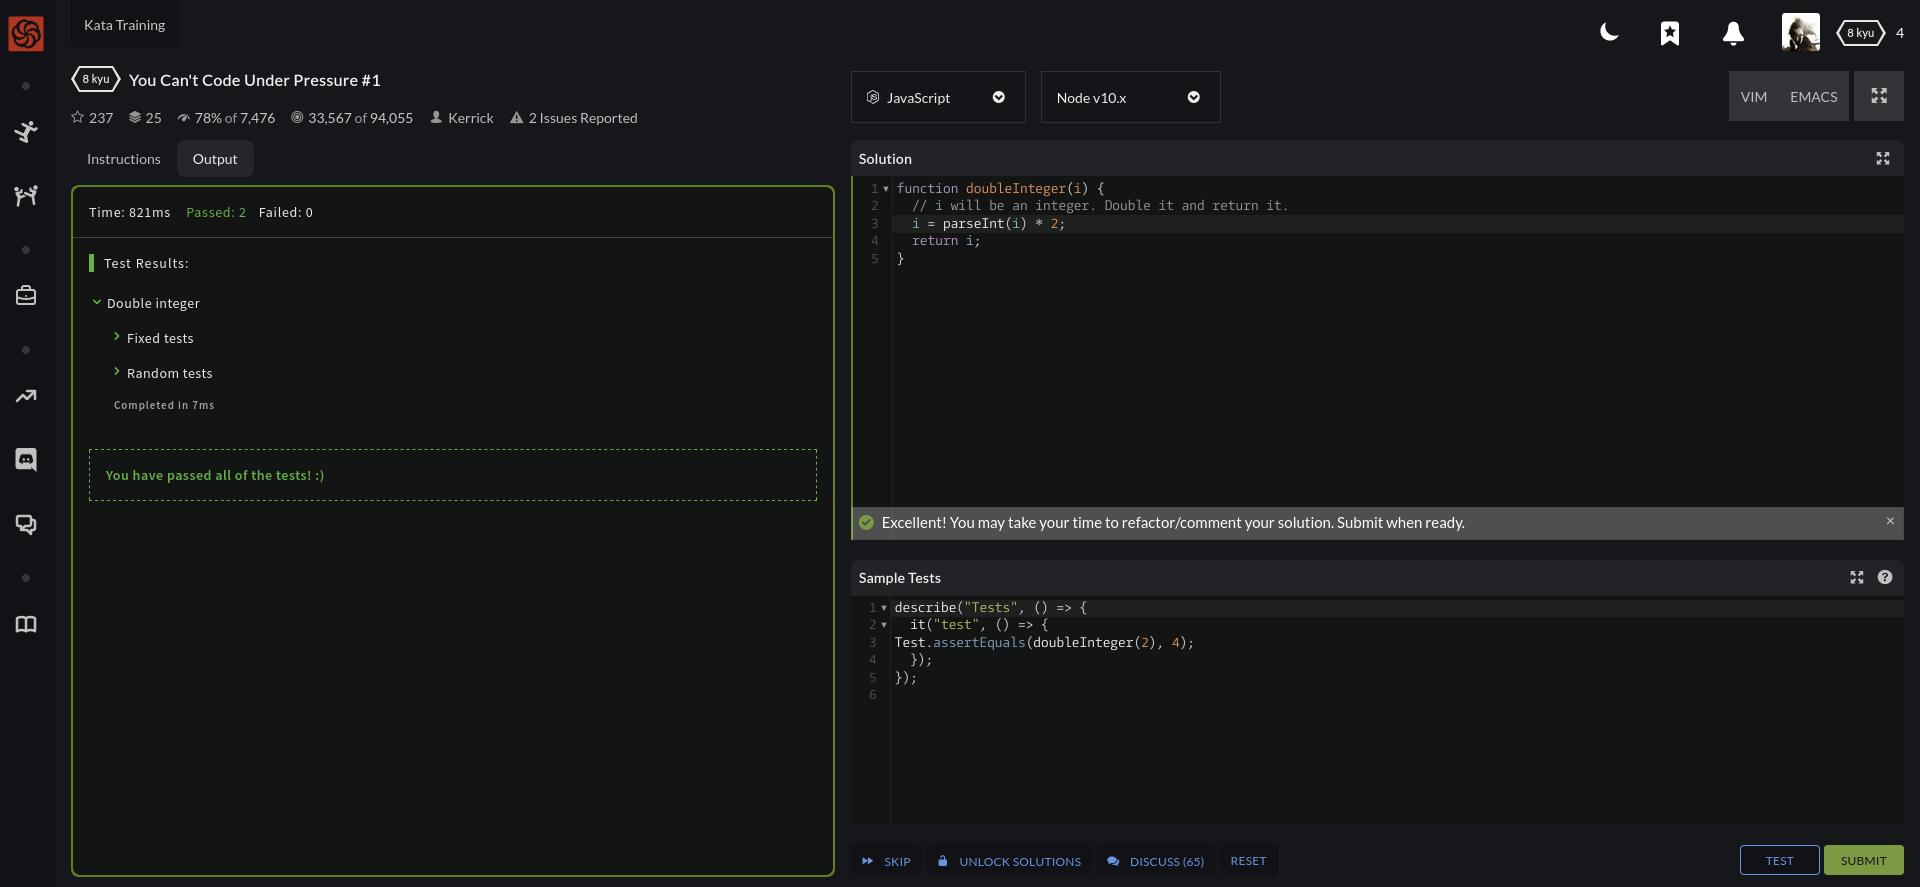 Kata Training
8 kyu
4
8 kyu You Can't Code Under Pressure #1
237 25 78% of 7,476 33,567 of 94,055 Kerrick 2 Issues Reported
JavaScript
Node v10.x
VIM EMACS
Instructions Output
Time: 821ms Passed: 2 Failed: 0
Test Results:
Double integer
Fixed tests
Random tests
Completed in 7ms
You have passed all of the tests! :)
Solution
1 function doubleInteger(i) {
2 // i will be an integer. Double it and return it.
3 i = parseInt(i) * 2;
4 return i;
5 }
Excellent! You may take your time to refactor/comment your solution. Submit when ready.
×
Sample Tests
?
1 describe("Tests", () => {
2 it("test", () => {
3 Test.assertEquals(doubleInteger(2), 4);
4 });
5 });
6
SKIP UNLOCK SOLUTIONS DISCUSS (65) RESET
TEST SUBMIT